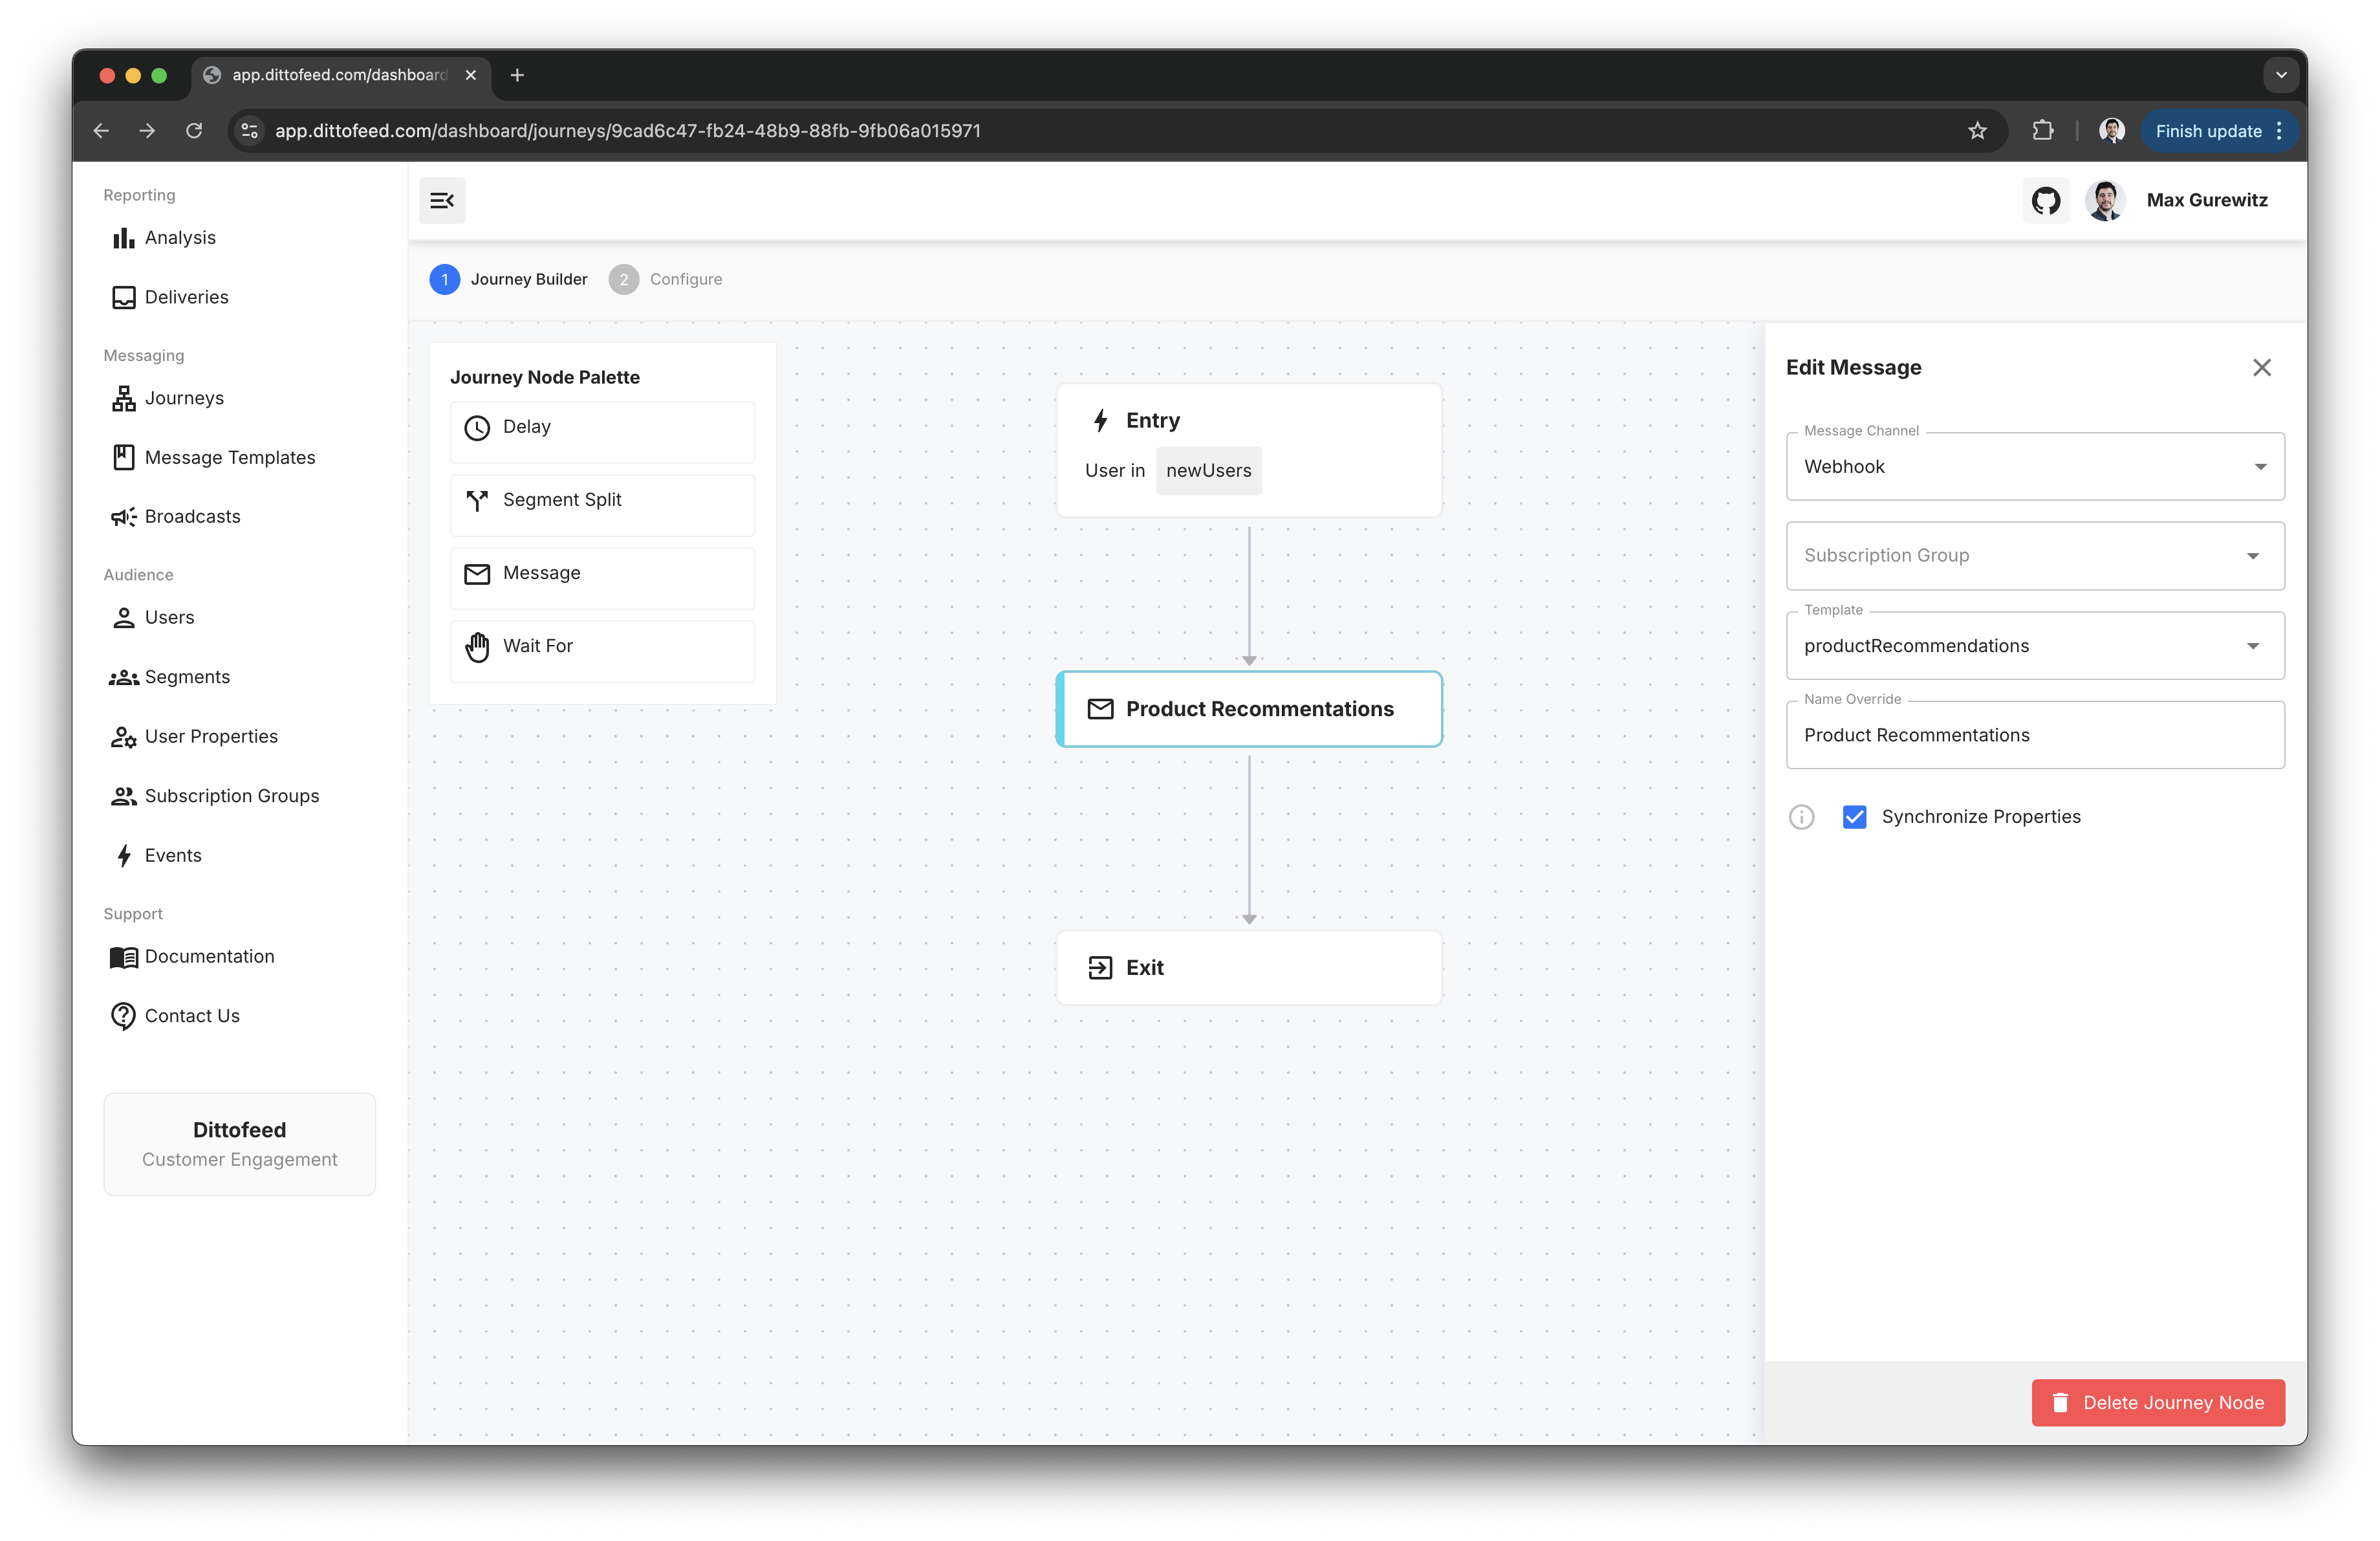 app.dittofeed.com/dashboard
app.dittofeed.com/dashboard/journeys/9cad6c47-fb24-48b9-88fb-9fb06a015971
Finish update
Reporting
Analysis
Deliveries
Messaging
Journeys
Message Templates
Broadcasts
Audience
Users
Segments
User Properties
Subscription Groups
Events
Support
Documentation
Contact Us
Dittofeed
Customer Engagement
Max Gurewitz
1 Journey Builder 2 Configure
Journey Node Palette
Delay
Segment Split
Message
Wait For
Entry
User in newUsers
Product Recommentations
Exit
Edit Message
Message Channel
Webhook
Subscription Group
Template
productRecommendations
Name Override
Product Recommentations
Synchronize Properties
Delete Journey Node